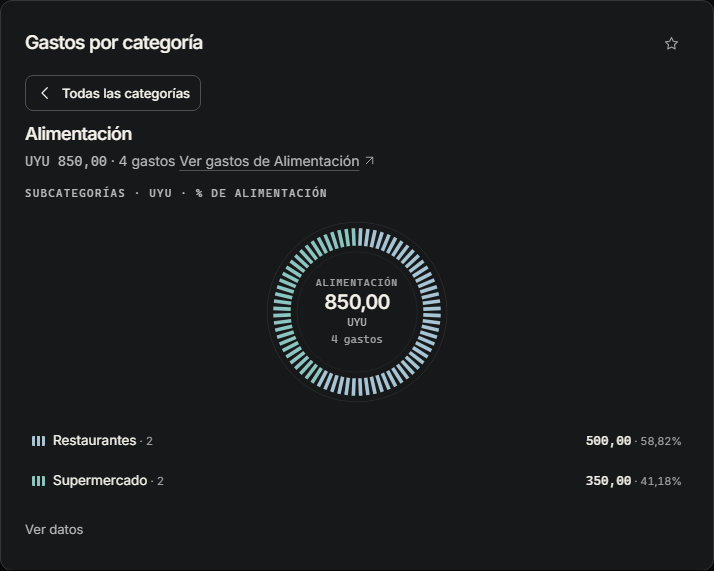 Gastos por categoría
Todas las categorías
Alimentación
UYU 850,00 · 4 gastos Ver gastos de Alimentación
SUBCATEGORÍAS · UYU · % DE ALIMENTACIÓN
ALIMENTACIÓN
850,00
UYU
4 gastos
Restaurantes · 2 500,00 · 58,82%
Supermercado · 2 350,00 · 41,18%
Ver datos